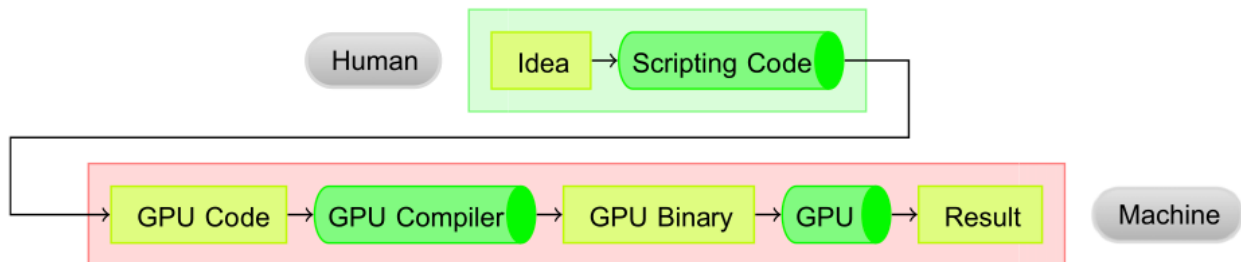 Human
Idea
Scripting Code
GPU Code
GPU Compiler
GPU Binary
GPU
Result
Machine